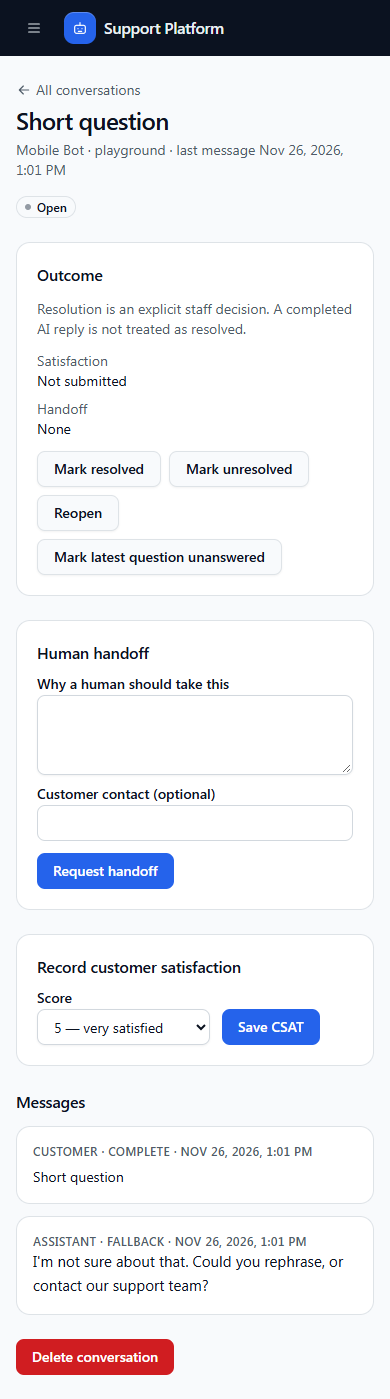 Support Platform
← All conversations
Short question
Mobile Bot · playground · last message Nov 26, 2026,
1:01 PM
Open
Outcome
Resolution is an explicit staff decision. A completed
AI reply is not treated as resolved.
Satisfaction
Not submitted
Handoff
None
Mark resolved
Mark unresolved
Reopen
Mark latest question unanswered
Human handoff
Why a human should take this
Customer contact (optional)
Request handoff
Record customer satisfaction
Score
5 — very satisfied
Save CSAT
Messages
CUSTOMER · COMPLETE · NOV 26, 2026, 1:01 PM
Short question
ASSISTANT · FALLBACK · NOV 26, 2026, 1:01 PM
I'm not sure about that. Could you rephrase, or
contact our support team?
Delete conversation